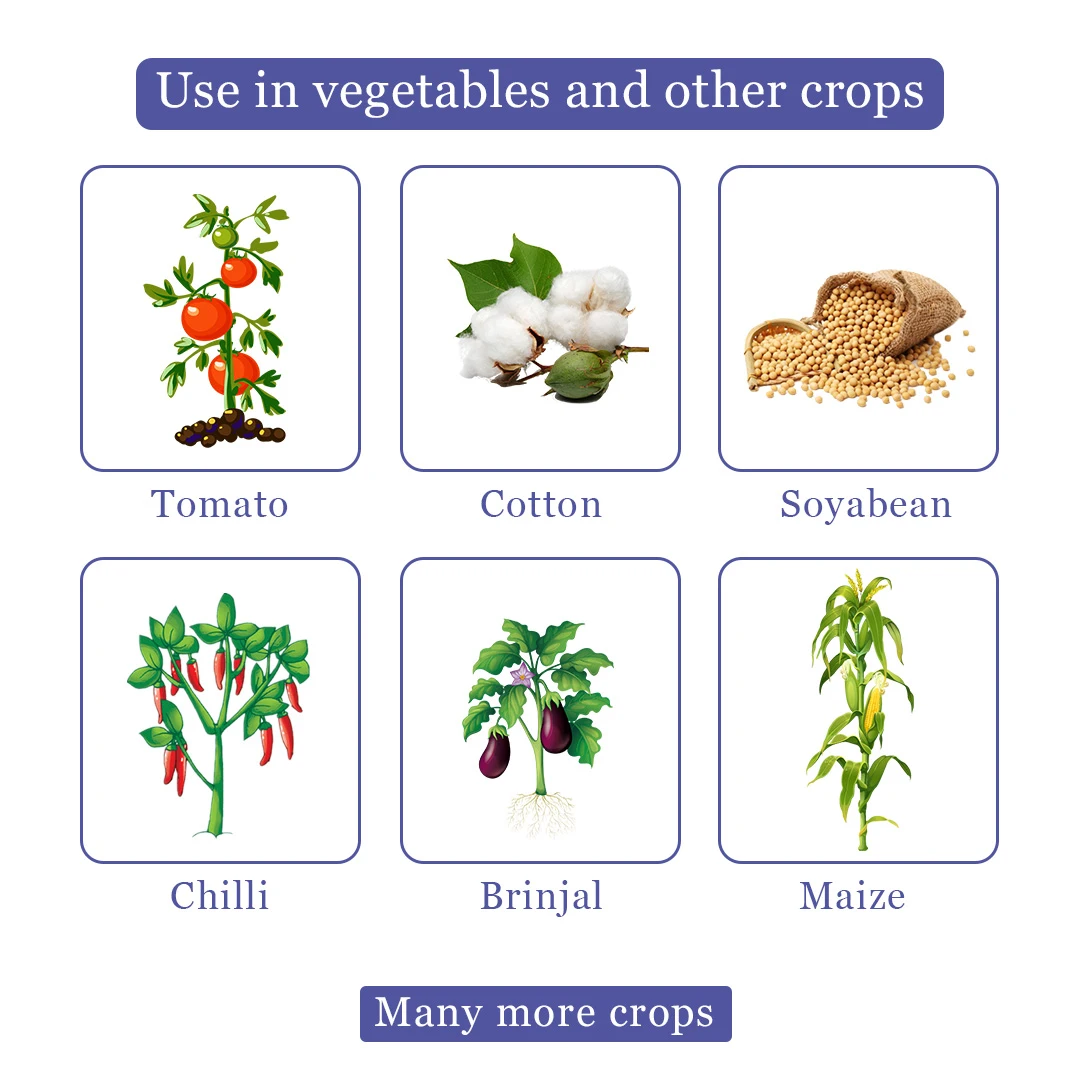 Use in vegetables and other crops
Tomato
Cotton
Soyabean
Chilli
Brinjal
Maize
Many more crops